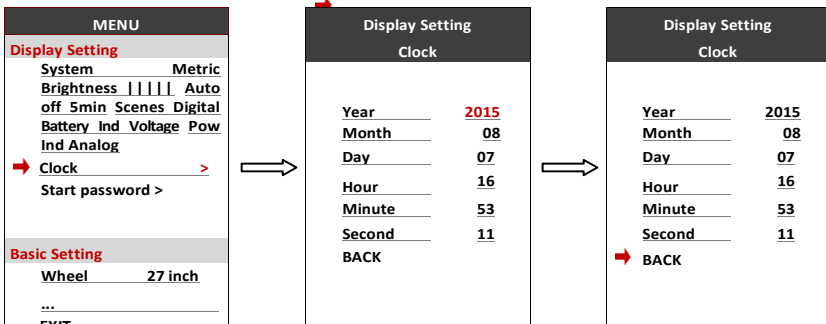 MENU
Display Setting
System Metric
Brightness | | | | | Auto
off 5min Scenes Digital
Battery Ind Voltage Pow
Ind Analog
Clock >
Start password >
Basic Setting
Wheel 27 inch
...
EXIT
Display Setting
Clock
Year 2015
Month 08
Day 07
Hour 16
Minute 53
Second 11
BACK
Display Setting
Clock
Year 2015
Month 08
Day 07
Hour 16
Minute 53
Second 11
BACK